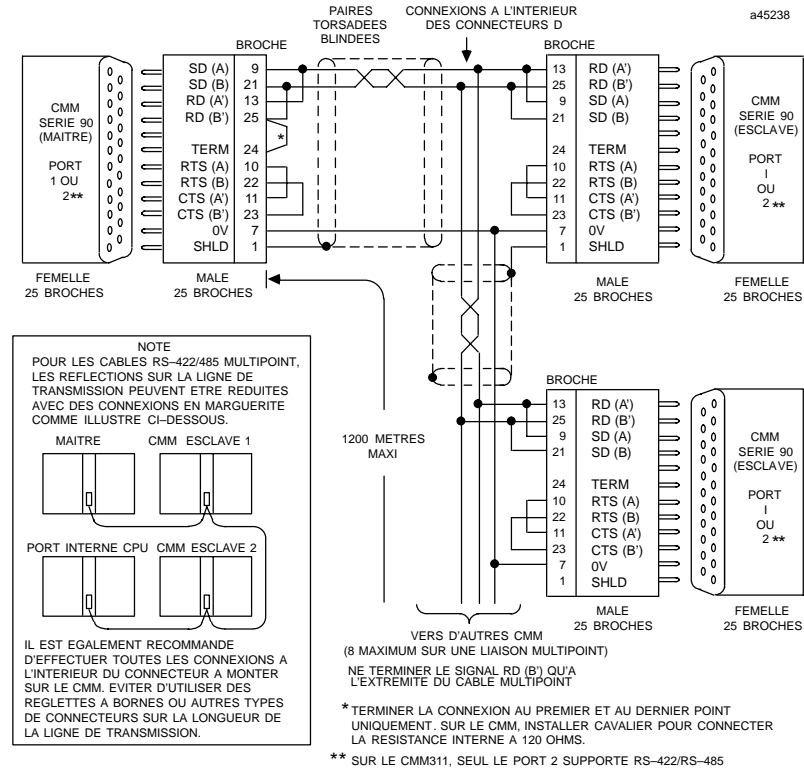 PAIRES
TORSADEES
BLINDEES
CONNEXIONS A L'INTERIEUR
DES CONNECTEURS D
a45238
BROCHE
SD (A) 9
SD (B) 21
RD (A') 13
RD (B') 25
*
TERM 24
RTS (A) 10
RTS (B) 22
CTS (A') 11
CTS (B') 23
0V 7
SHLD 1
CMM
SERIE 90
(MAITRE)
PORT
1 OU
2**
FEMELLE
25 BROCHES
MALE
25 BROCHES
BROCHE
13 RD (A')
25 RD (B')
9 SD (A)
21 SD (B)
24 TERM
10 RTS (A)
22 RTS (B)
11 CTS (A')
23 CTS (B')
7 0V
1 SHLD
CMM
SERIE 90
(ESCLAVE)
PORT
I
OU
2 **
MALE
25 BROCHES
FEMELLE
25 BROCHES
NOTE
POUR LES CABLES RS–422/485 MULTIPOINT,
LES REFLECTIONS SUR LA LIGNE DE
TRANSMISSION PEUVENT ETRE REDUITES
AVEC DES CONNEXIONS EN MARGUERITE
COMME ILLUSTRE CI–DESSOUS.
MAITRE
CMM ESCLAVE 1
PORT INTERNE CPU
CMM ESCLAVE 2
IL EST EGALEMENT RECOMMANDE
D'EFFECTUER TOUTES LES CONNEXIONS A
L'INTERIEUR DU CONNECTEUR A MONTER
SUR LE CMM. EVITER D'UTILISER DES
REGLETTES A BORNES OU AUTRES TYPES
DE CONNECTEURS SUR LA LONGUEUR DE
LA LIGNE DE TRANSMISSION.
1200 METRES
MAXI
BROCHE
13 RD (A')
25 RD (B')
9 SD (A)
21 SD (B)
24 TERM
10 RTS (A)
22 RTS (B)
11 CTS (A')
23 CTS (B')
7 0V
1 SHLD
CMM
SERIE 90
(ESCLAVE)
PORT
I
OU
2 **
MALE
25 BROCHES
FEMELLE
25 BROCHES
VERS D'AUTRES CMM
(8 MAXIMUM SUR UNE LIAISON MULTIPOINT)
NE TERMINER LE SIGNAL RD (B') QU'A
L'EXTREMITE DU CABLE MULTIPOINT
* TERMINER LA CONNEXION AU PREMIER ET AU DERNIER POINT
UNIQUEMENT. SUR LE CMM, INSTALLER CAVALIER POUR CONNECTER
LA RESISTANCE INTERNE A 120 OHMS.
** SUR LE CMM311, SEUL LE PORT 2 SUPPORTE RS–422/RS–485